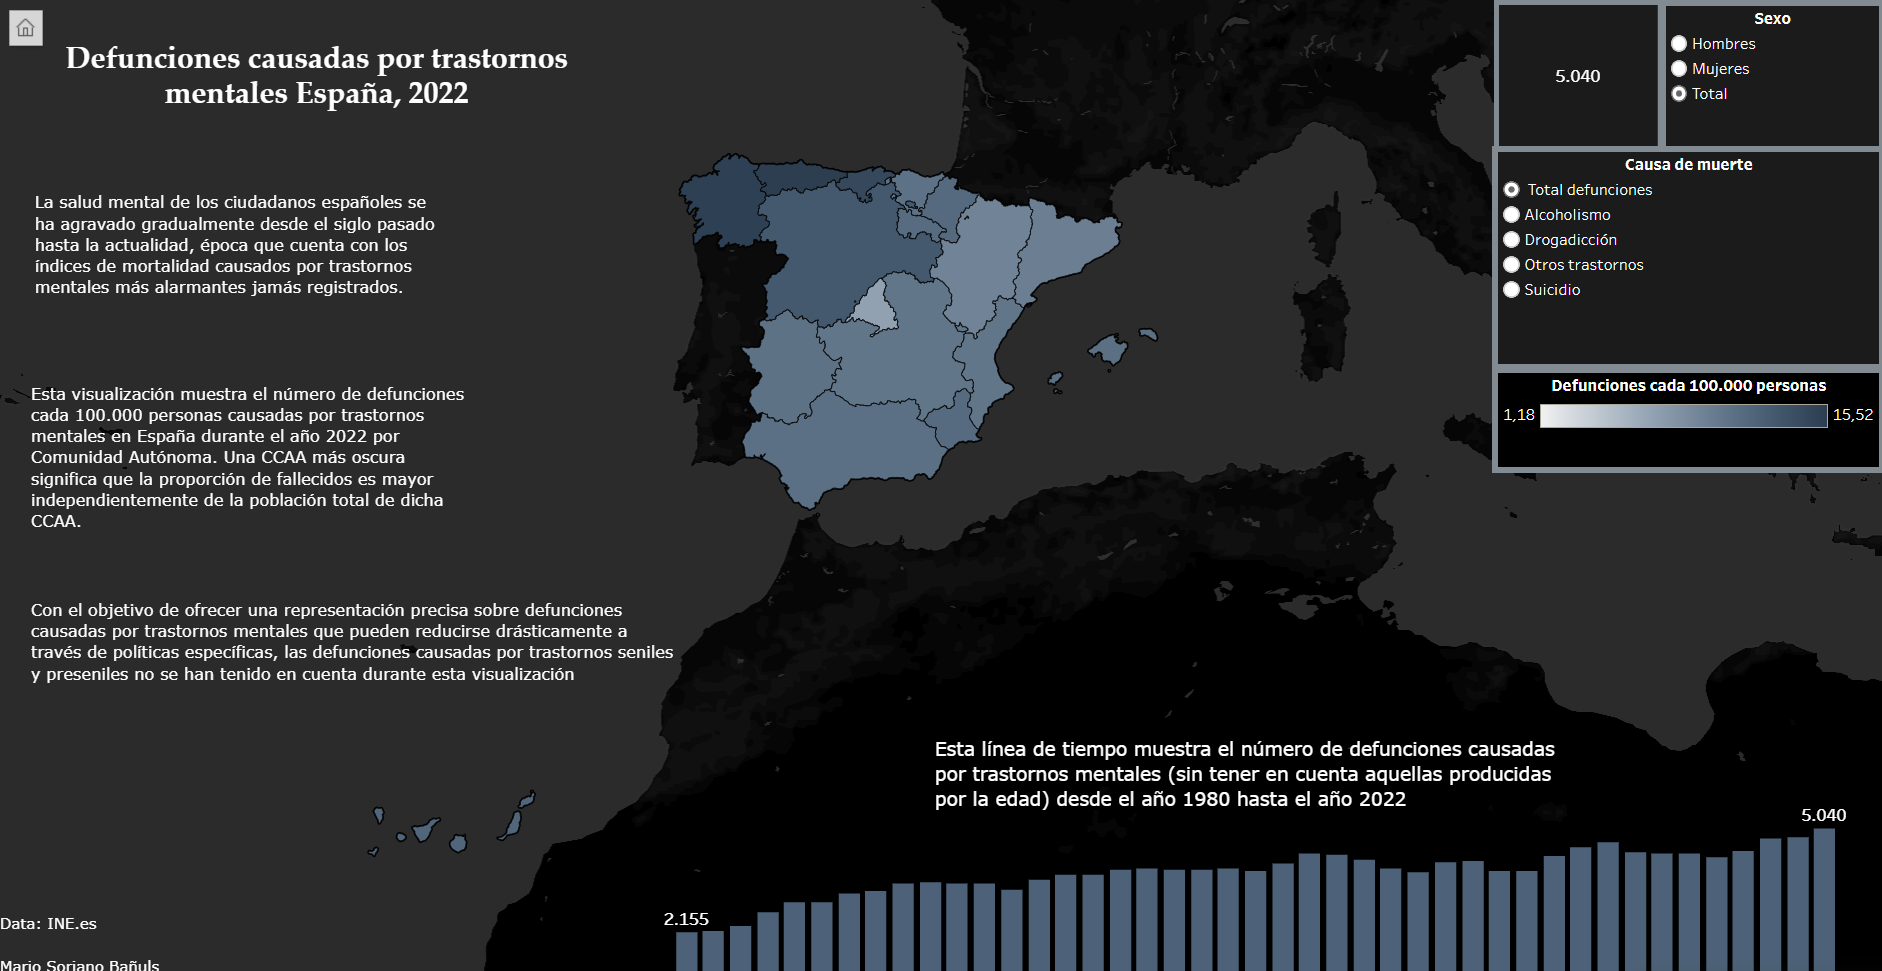 Defunciones causadas por trastornos
mentales España, 2022
La salud mental de los ciudadanos españoles se
ha agravado gradualmente desde el siglo pasado
hasta la actualidad, época que cuenta con los
índices de mortalidad causados por trastornos
mentales más alarmantes jamás registrados.
Esta visualización muestra el número de defunciones
cada 100.000 personas causadas por trastornos
mentales en España durante el año 2022 por
Comunidad Autónoma. Una CCAA más oscura
significa que la proporción de fallecidos es mayor
independientemente de la población total de dicha
CCAA.
Con el objetivo de ofrecer una representación precisa sobre defunciones
causadas por trastornos mentales que pueden reducirse drásticamente a
través de políticas específicas, las defunciones causadas por trastornos seniles
y preseniles no se han tenido en cuenta durante esta visualización
5.040
Sexo
Hombres
Mujeres
Total
Causa de muerte
Total defunciones
Alcoholismo
Drogadicción
Otros trastornos
Suicidio
Defunciones cada 100.000 personas
1,18 15,52
Esta línea de tiempo muestra el número de defunciones causadas
por trastornos mentales (sin tener en cuenta aquellas producidas
por la edad) desde el año 1980 hasta el año 2022
5.040
2.155
Data: INE.es
Mario Soriano Bañuls